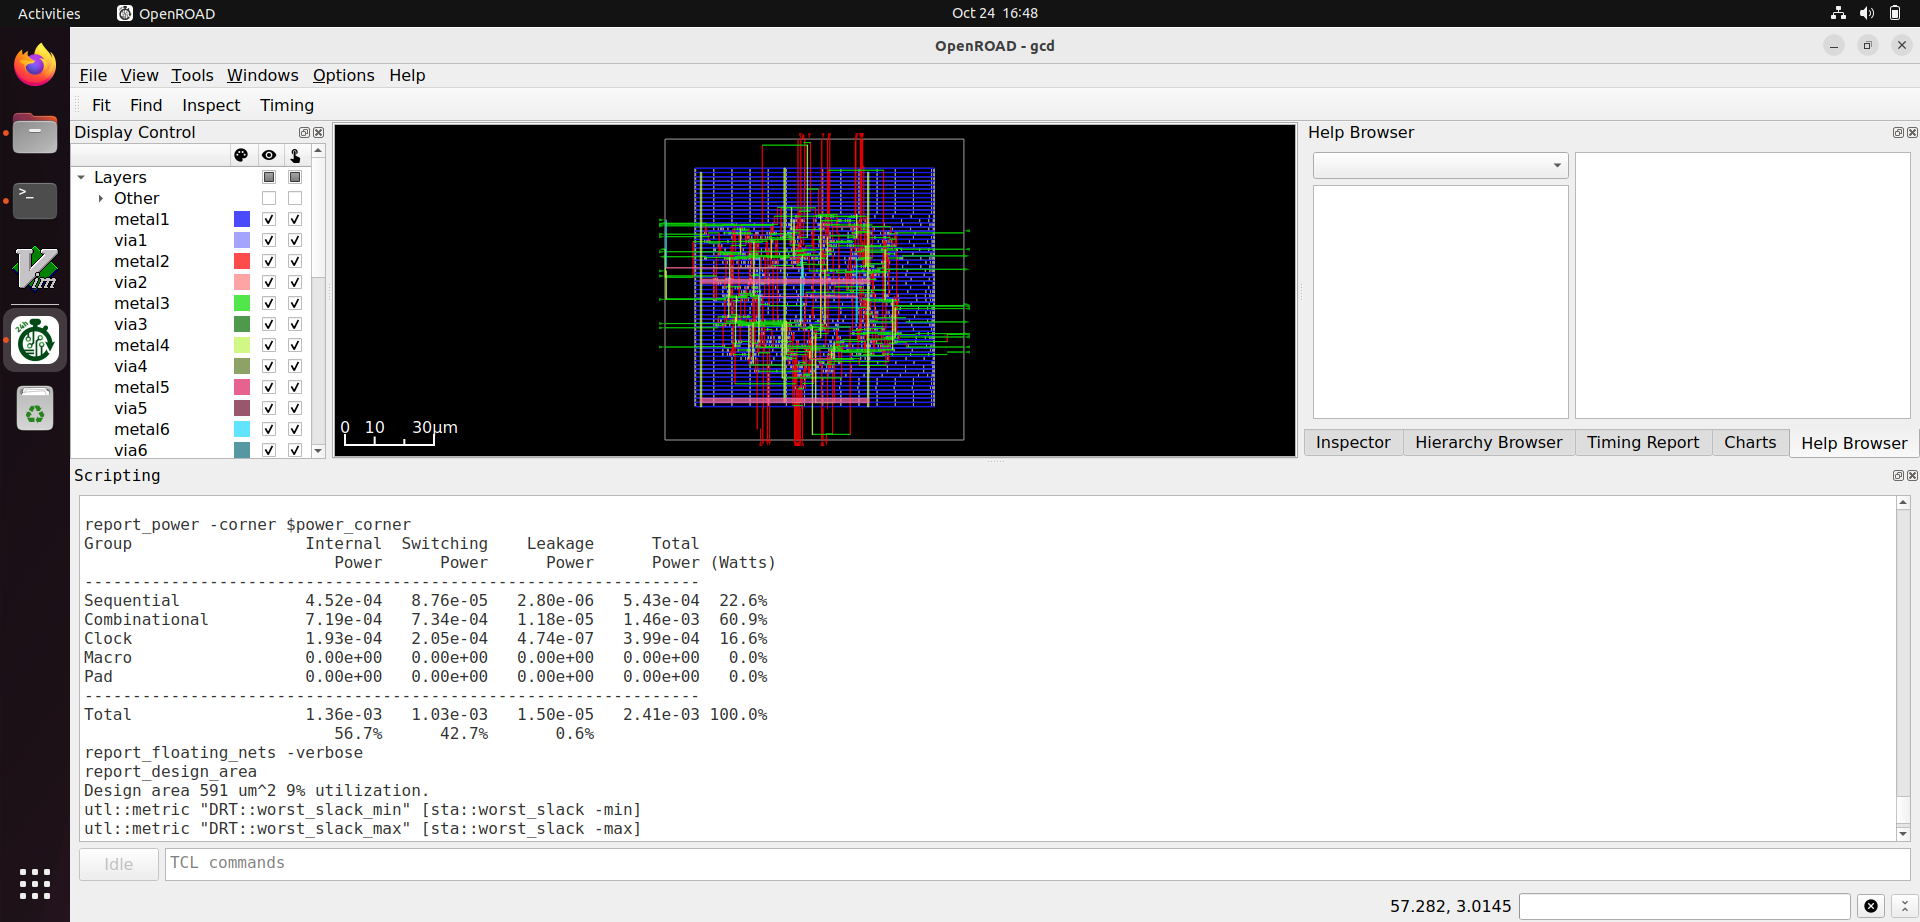 Activities OpenROAD Oct 24 16:48
OpenROAD - gcd
File View Tools Windows Options Help
Fit Find Inspect Timing
Display Control
Layers
Other
metal1
via1
metal2
via2
metal3
via3
metal4
via4
metal5
via5
metal6
via6
0 10 30μm
Help Browser
Inspector Hierarchy Browser Timing Report Charts Help Browser
Scripting
report_power -corner $power_corner
Group Internal Switching Leakage Total
Power Power Power Power (Watts)
----------------------------------------------------------------
Sequential 4.52e-04 8.76e-05 2.80e-06 5.43e-04 22.6%
Combinational 7.19e-04 7.34e-04 1.18e-05 1.46e-03 60.9%
Clock 1.93e-04 2.05e-04 4.74e-07 3.99e-04 16.6%
Macro 0.00e+00 0.00e+00 0.00e+00 0.00e+00 0.0%
Pad 0.00e+00 0.00e+00 0.00e+00 0.00e+00 0.0%
----------------------------------------------------------------
Total 1.36e-03 1.03e-03 1.50e-05 2.41e-03 100.0%
56.7% 42.7% 0.6%
report_floating_nets -verbose
report_design_area
Design area 591 um^2 9% utilization.
utl::metric "DRT::worst_slack_min" [sta::worst_slack -min]
utl::metric "DRT::worst_slack_max" [sta::worst_slack -max]
Idle TCL commands
57.282, 3.0145